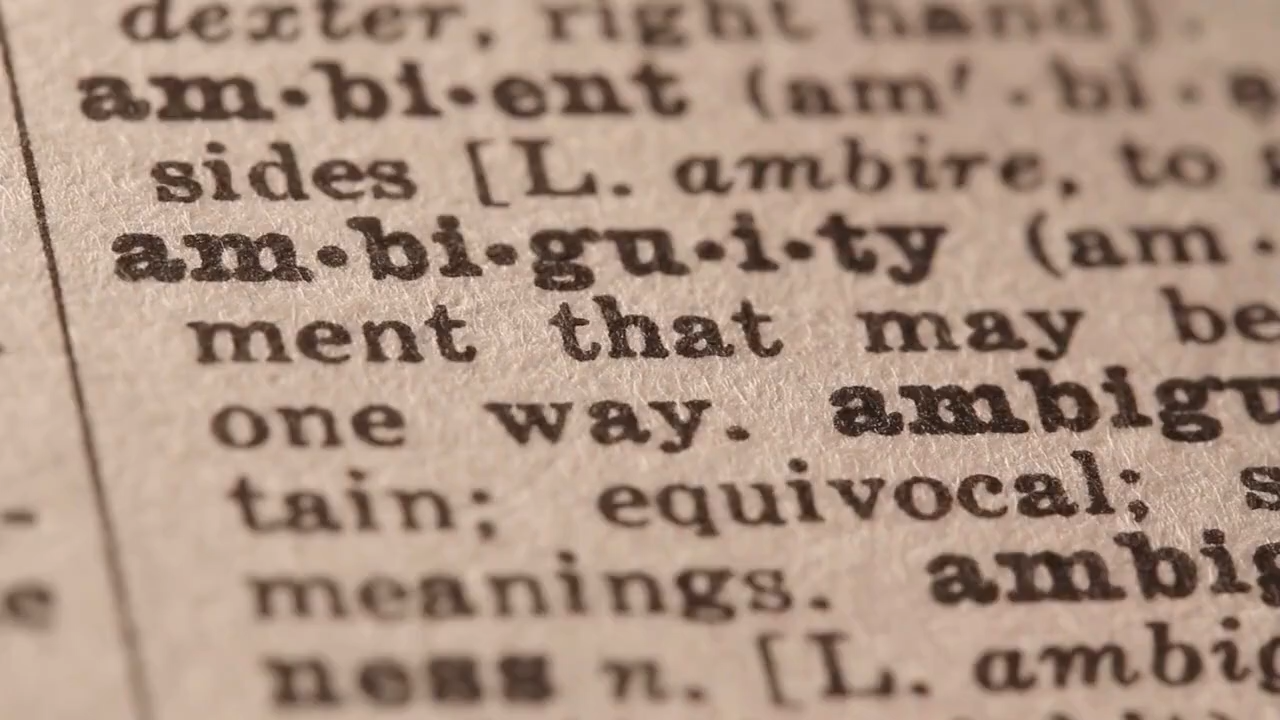 dexter, right hand].
am•bi•ent (am′ · bi ·
sides [L. ambire, to
am•bi•gu•i•ty (am ·
ment that may be
one way. ambigu
tain; equivocal; s
meanings. ambig
ness n. [L. ambig